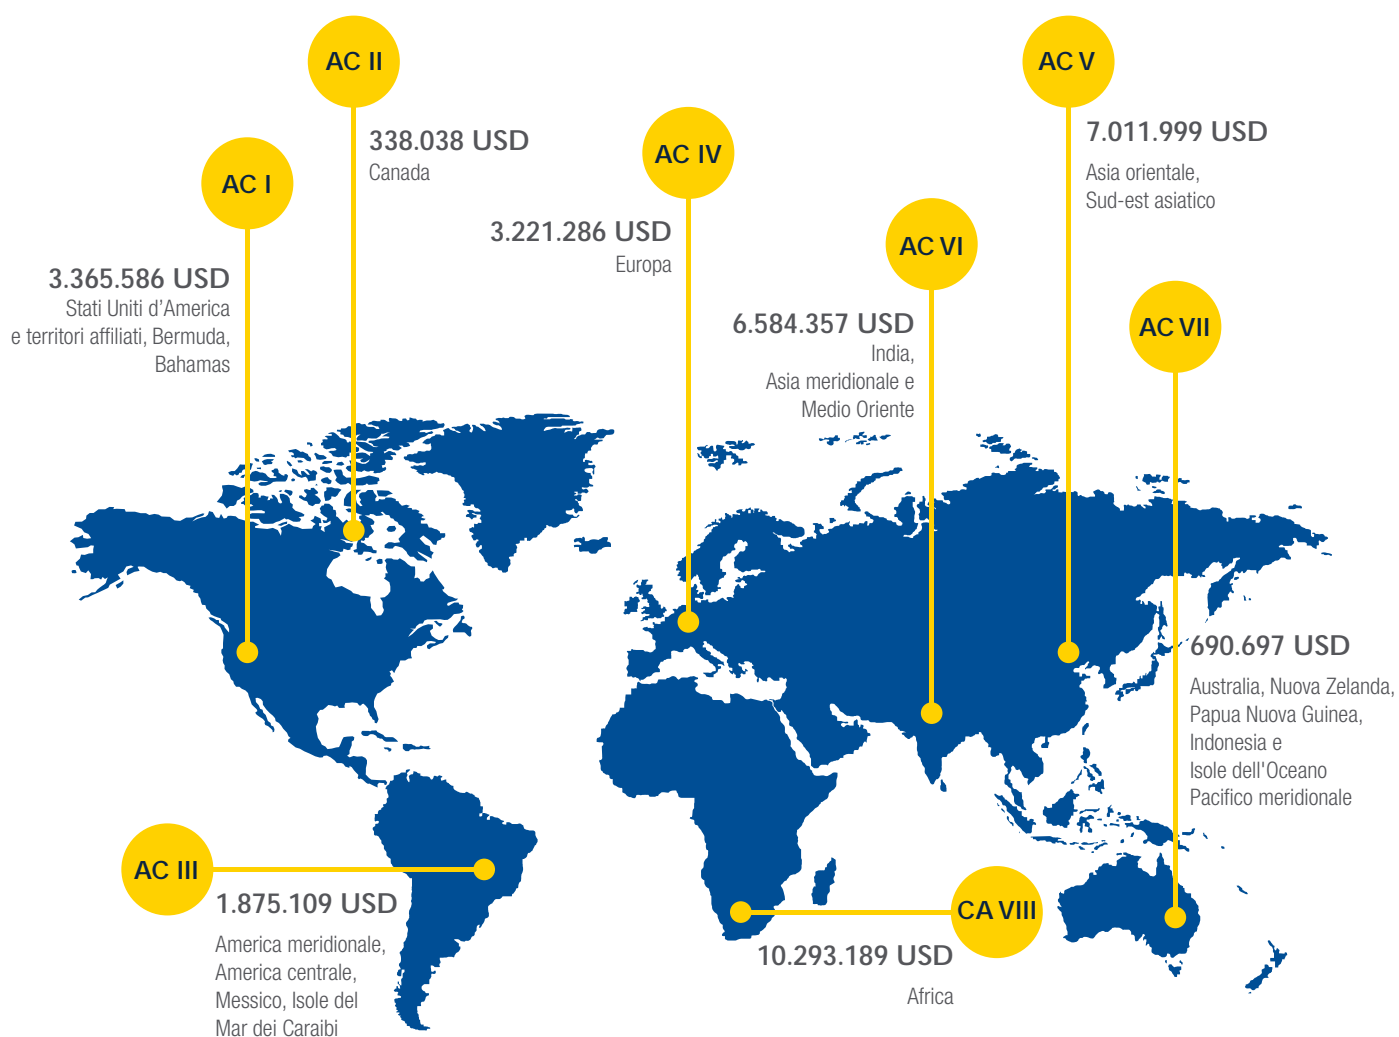 AC II
338.038 USD
Canada
AC I
3.365.586 USD
Stati Uniti d’America
e territori affiliati, Bermuda,
Bahamas
AC IV
3.221.286 USD
Europa
AC V
7.011.999 USD
Asia orientale,
Sud-est asiatico
AC VI
6.584.357 USD
India,
Asia meridionale e
Medio Oriente
AC VII
690.697 USD
Australia, Nuova Zelanda,
Papua Nuova Guinea,
Indonesia e
Isole dell'Oceano
Pacifico meridionale
AC III
1.875.109 USD
America meridionale,
America centrale,
Messico, Isole del
Mar dei Caraibi
CA VIII
10.293.189 USD
Africa